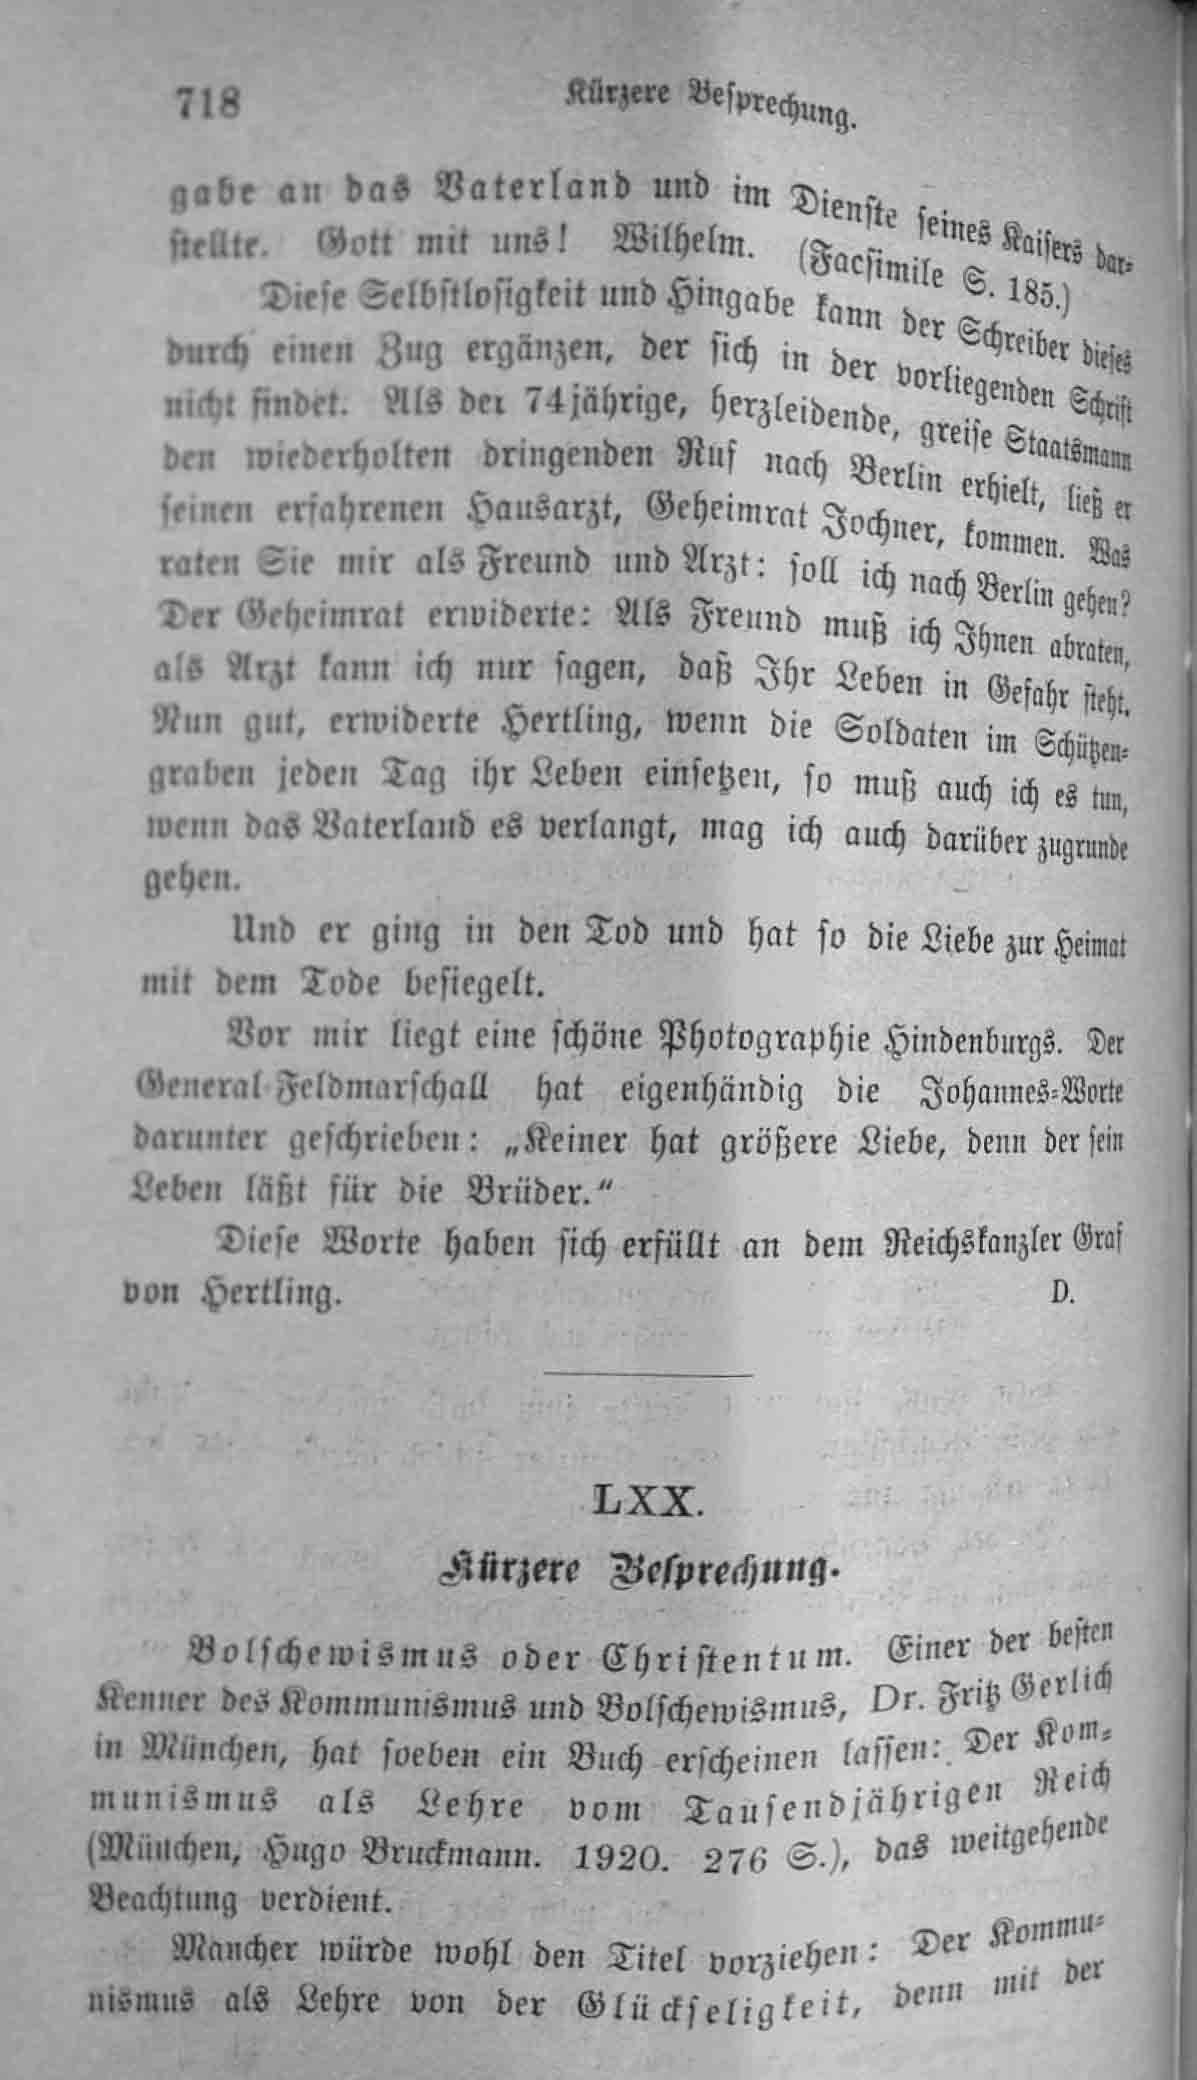 718
Kürzere Besprechung.
gabe an das Vaterland und im Dienste seines Kaisers dar-
stellte. Gott mit uns! Wilhelm. (Facsimile S. 185.)
Diese Selbstlosigkeit und Hingabe kann der Schreiber dieses
durch einen Zug ergänzen, der sich in der vorliegenden Schrift
nicht findet. Als der 74jährige, herzleidende, greise Staatsmann
den wiederholten dringenden Ruf nach Berlin erhielt, ließ er
seinen erfahrenen Hausarzt, Geheimrat Jochner, kommen. Was
raten Sie mir als Freund und Arzt: soll ich nach Berlin gehen?
Der Geheimrat erwiderte: Als Freund muß ich Ihnen abraten,
als Arzt kann ich nur sagen, daß Ihr Leben in Gefahr steht.
Nun gut, erwiderte Hertling, wenn die Soldaten im Schützen-
graben jeden Tag ihr Leben einsetzen, so muß auch ich es tun,
wenn das Vaterland es verlangt, mag ich auch darüber zugrunde
gehen.
Und er ging in den Tod und hat so die Liebe zur Heimat
mit dem Tode besiegelt.
Vor mir liegt eine schöne Photographie Hindenburgs. Der
General-Feldmarschall hat eigenhändig die Johannes-Worte
darunter geschrieben: „Keiner hat größere Liebe, denn der sein
Leben läßt für die Brüder.“
Diese Worte haben sich erfüllt an dem Reichskanzler Graf
von Hertling. D.
LXX.
Kürzere Besprechung.
Bolschewismus oder Christentum. Einer der besten
Kenner des Kommunismus und Bolschewismus, Dr. Fritz Gerlich
in München, hat soeben ein Buch erscheinen lassen: Der Kom-
munismus als Lehre vom Tausendjährigen Reich
(München, Hugo Bruckmann. 1920. 276 S.), das weitgehende
Beachtung verdient.
Mancher würde wohl den Titel vorziehen: Der Kommu-
nismus als Lehre von der Glückseligkeit, denn mit der